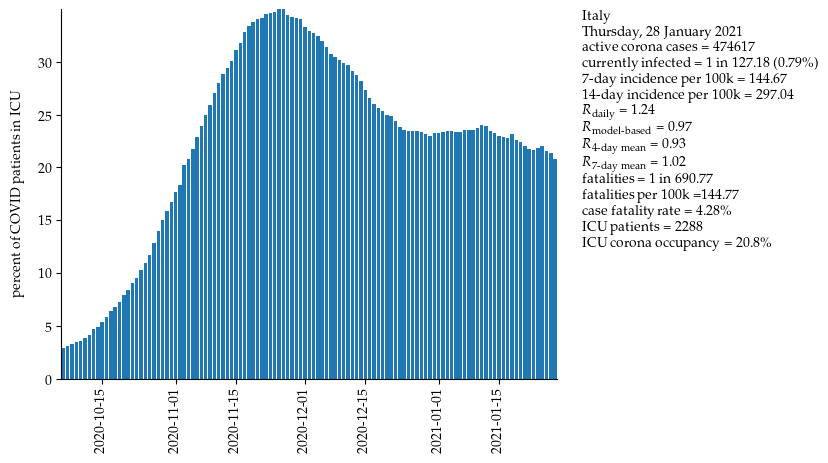 percent of COVID patients in ICU
30
25
20
15
10
5
0
2020-10-15
2020-11-01
2020-11-15
2020-12-01
2020-12-15
2021-01-01
2021-01-15
Italy
Thursday, 28 January 2021
active corona cases = 474617
currently infected = 1 in 127.18 (0.79%)
7-day incidence per 100k = 144.67
14-day incidence per 100k = 297.04
R daily = 1.24
R model-based = 0.97
R 4-day mean = 0.93
R 7-day mean = 1.02
fatalities = 1 in 690.77
fatalities per 100k =144.77
case fatality rate = 4.28%
ICU patients = 2288
ICU corona occupancy = 20.8%